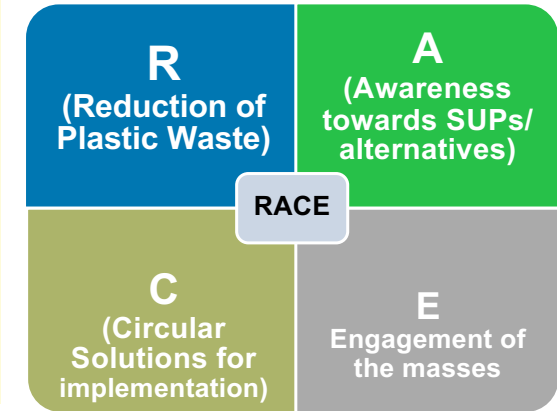 R
(Reduction of
Plastic Waste)
A
(Awareness
towards SUPs/
alternatives)
RACE
C
(Circular
Solutions for
implementation)
E
Engagement of
the masses